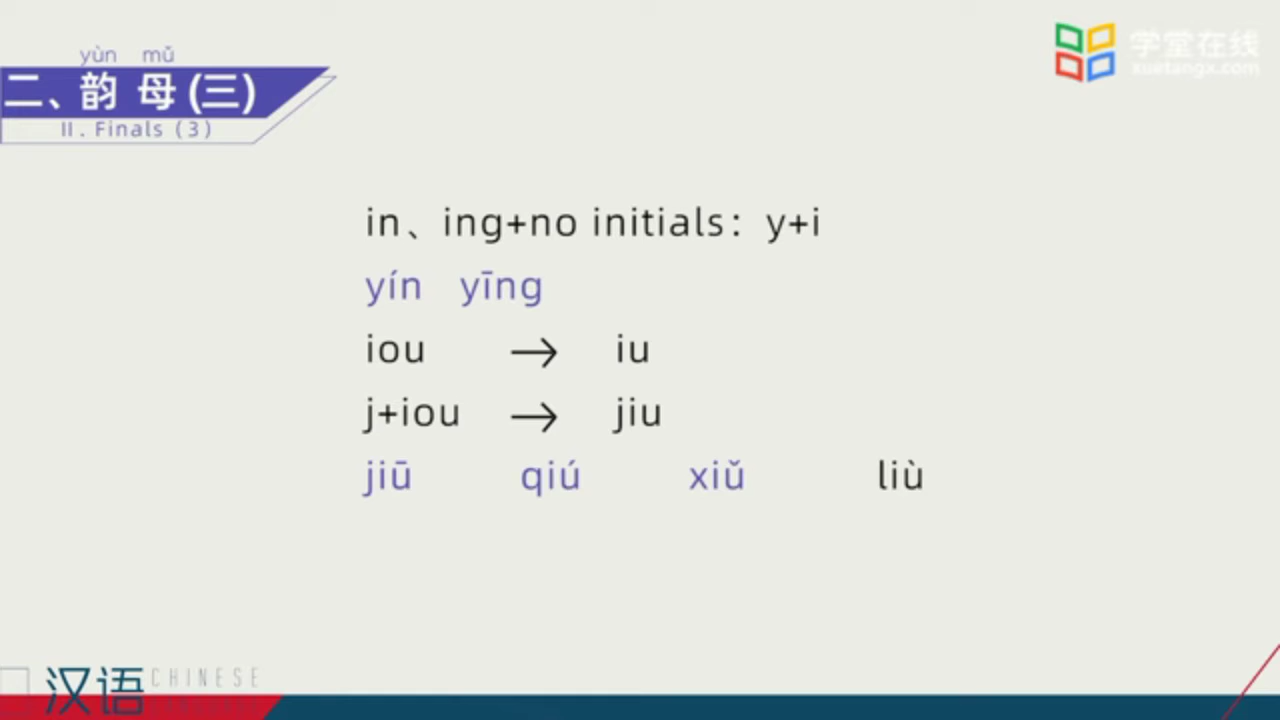 yùn mǔ
二、韵 母 (三)
II. Finals (3)
学堂在线
xuetangx.com
in、ing+no initials：y+i
yín yīng
iou → iu
j+iou → jiu
jiū qiú xiǔ liù
汉语 CHINESE